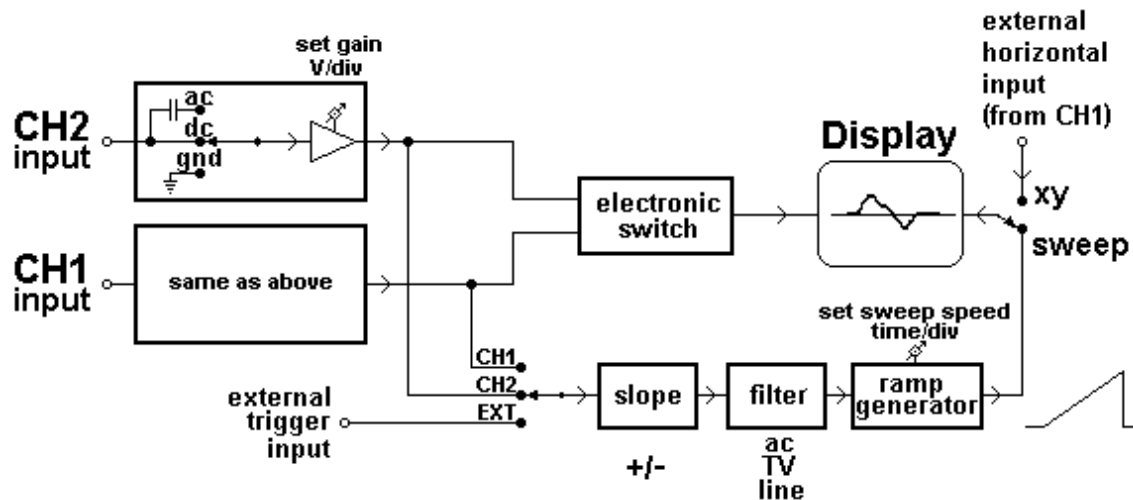 set gain
V/div
CH2
input
ac
dc
gnd
CH1
input
same as above
electronic
switch
Display
external
horizontal
input
(from CH1)
xy
sweep
set sweep speed
time/div
CH1
CH2
EXT
external
trigger
input
slope
+/-
filter
ac
TV
line
ramp
generator